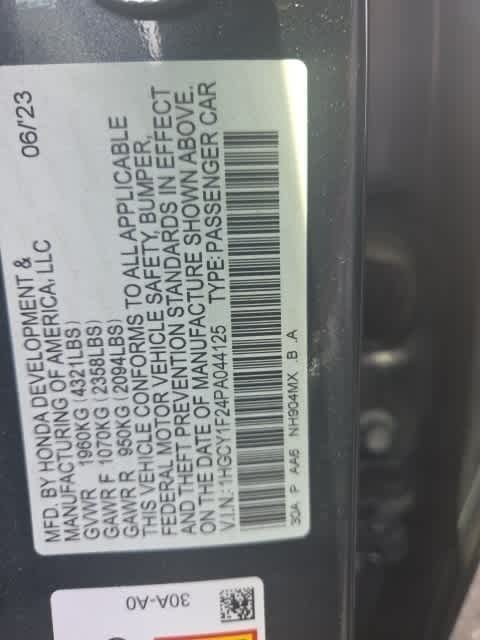 MFD. BY HONDA DEVELOPMENT & 06/'23
MANUFACTURING OF AMERICA, LLC
GVWR 1960KG (4321LBS)
GAWR F 1070KG (2358LBS)
GAWR R 950KG (2094LBS)
THIS VEHICLE CONFORMS TO ALL APPLICABLE
FEDERAL MOTOR VEHICLE SAFETY, BUMPER,
AND THEFT PREVENTION STANDARDS IN EFFECT
ON THE DATE OF MANUFACTURE SHOWN ABOVE.
V.I.N.:1HGCY1F24PA044125 TYPE:PASSENGER CAR
30A P AA6 NH904MX .B .A
30A-A0